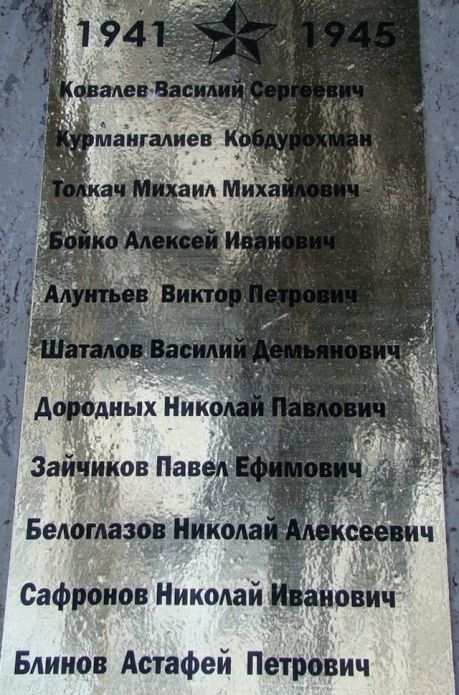 1941 1945
Ковалев Василий Сергеевич
Курмангалиев Кобдурохман
Толкач Михаил Михайлович
Бойко Алексей Иванович
Алунтьев Виктор Петрович
Шаталов Василий Демьянович
Дородных Николай Павлович
Зайчиков Павел Ефимович
Белоглазов Николай Алексеевич
Сафронов Николай Иванович
Блинов Астафей Петрович